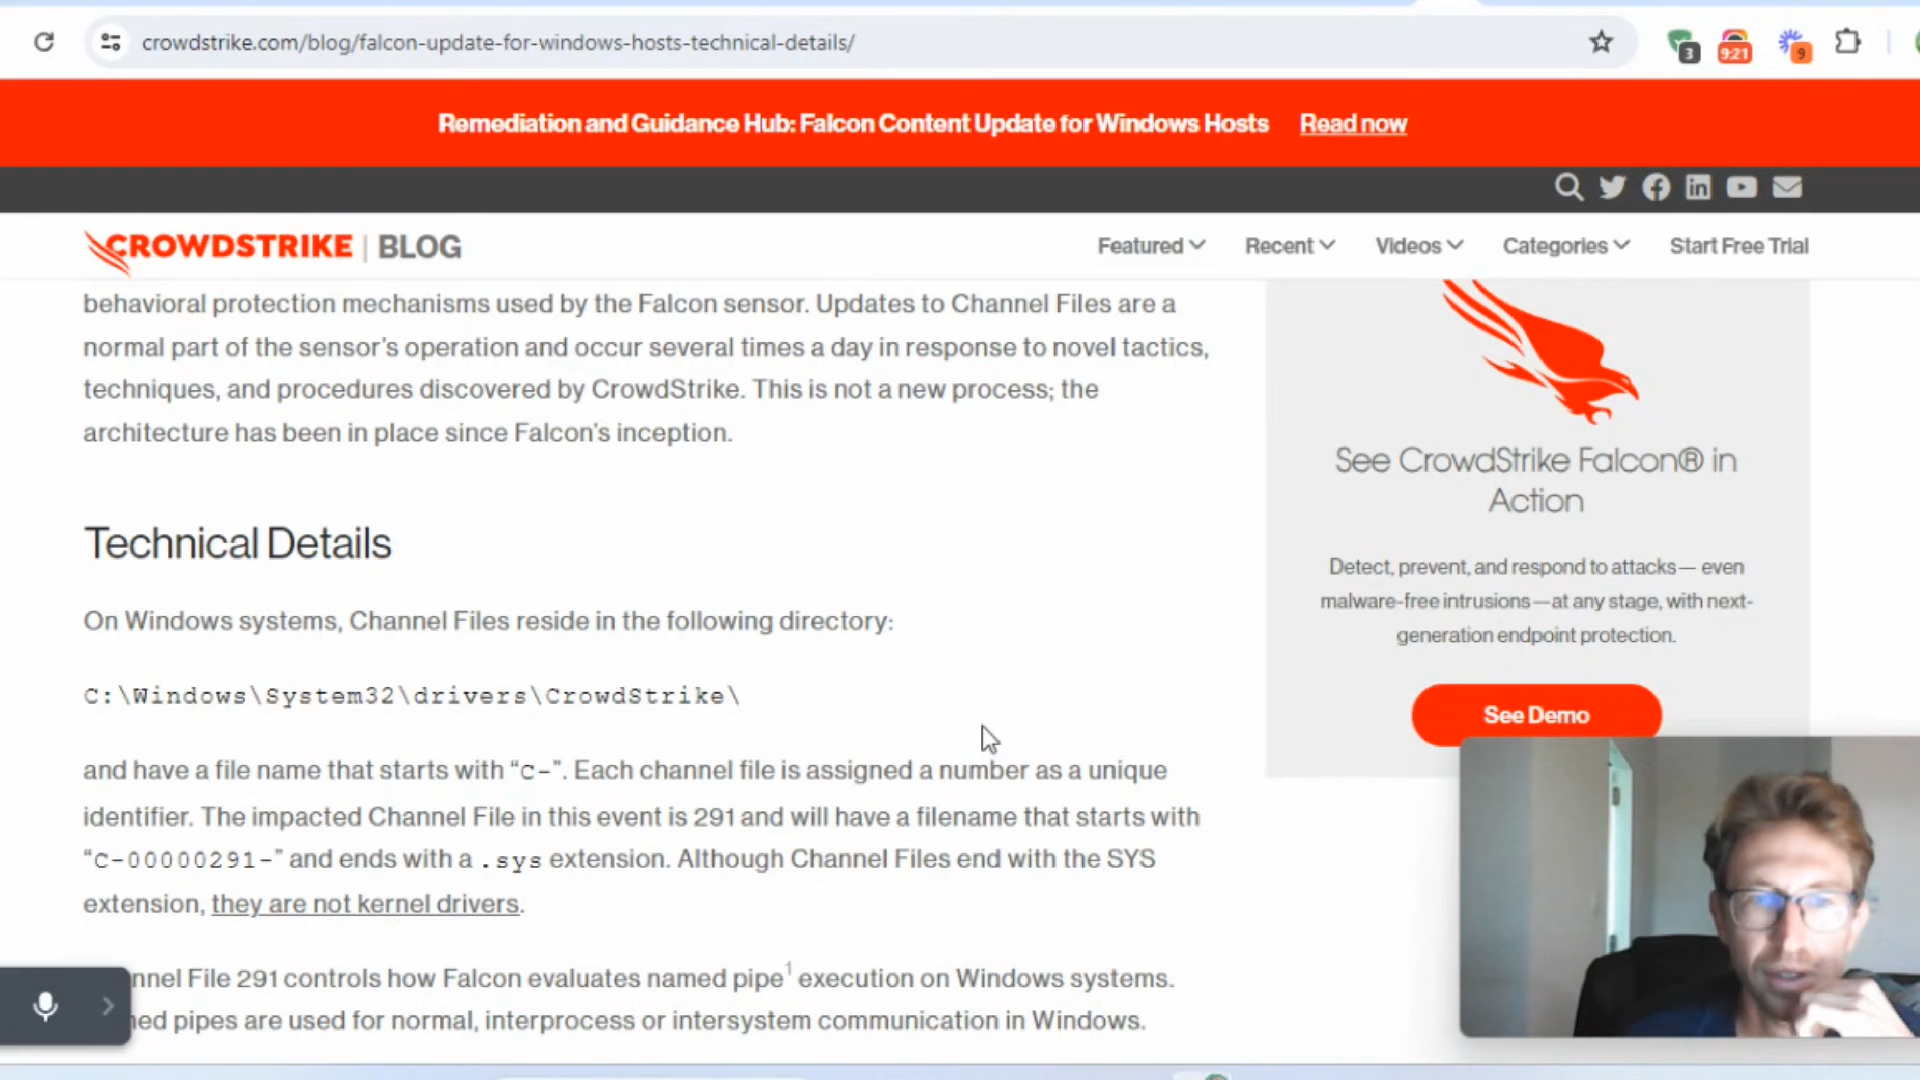 crowdstrike.com/blog/falcon-update-for-windows-hosts-technical-details/
3
9:21
9
Remediation and Guidance Hub: Falcon Content Update for Windows Hosts Read now
CROWDSTRIKE | BLOG
Featured Recent Videos Categories Start Free Trial
behavioral protection mechanisms used by the Falcon sensor. Updates to Channel Files are a
normal part of the sensor's operation and occur several times a day in response to novel tactics,
techniques, and procedures discovered by CrowdStrike. This is not a new process; the
architecture has been in place since Falcon's inception.
Technical Details
On Windows systems, Channel Files reside in the following directory:
C:\Windows\System32\drivers\CrowdStrike\
and have a file name that starts with “C-”. Each channel file is assigned a number as a unique
identifier. The impacted Channel File in this event is 291 and will have a filename that starts with
“C-00000291-” and ends with a .sys extension. Although Channel Files end with the SYS
extension, they are not kernel drivers.
nnel File 291 controls how Falcon evaluates named pipe1 execution on Windows systems.
ed pipes are used for normal, interprocess or intersystem communication in Windows.
See CrowdStrike Falcon® in
Action
Detect, prevent, and respond to attacks— even
malware-free intrusions—at any stage, with next-
generation endpoint protection.
See Demo